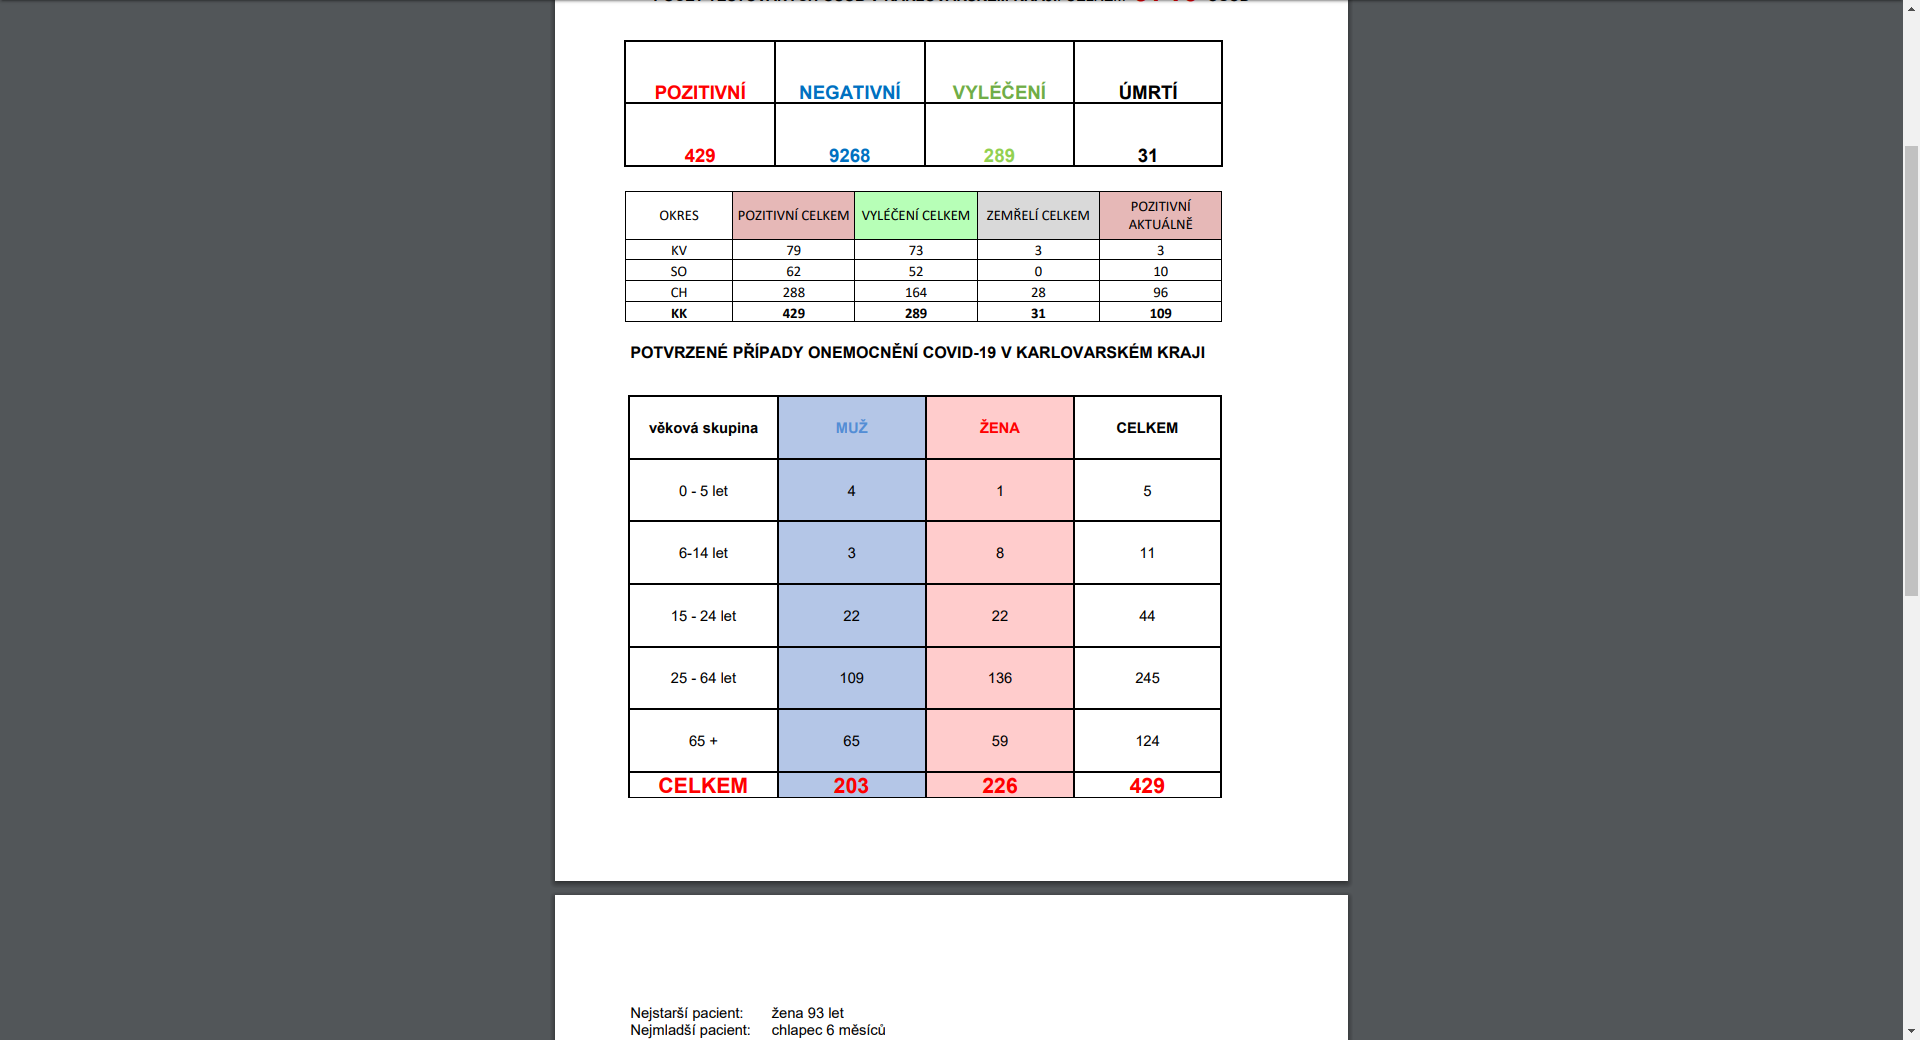 POZITIVNÍ NEGATIVNÍ VYLÉČENÍ ÚMRTÍ
429 9268 289 31
OKRES POZITIVNÍ CELKEM VYLÉČENÍ CELKEM ZEMŘELÍ CELKEM POZITIVNÍ AKTUÁLNĚ
KV 79 73 3 3
SO 62 52 0 10
CH 288 164 28 96
KK 429 289 31 109
POTVRZENÉ PŘÍPADY ONEMOCNĚNÍ COVID-19 V KARLOVARSKÉM KRAJI
věková skupina MUŽ ŽENA CELKEM
0 - 5 let 4 1 5
6-14 let 3 8 11
15 - 24 let 22 22 44
25 - 64 let 109 136 245
65 + 65 59 124
CELKEM 203 226 429
Nejstarší pacient: žena 93 let
Nejmladší pacient: chlapec 6 měsíců